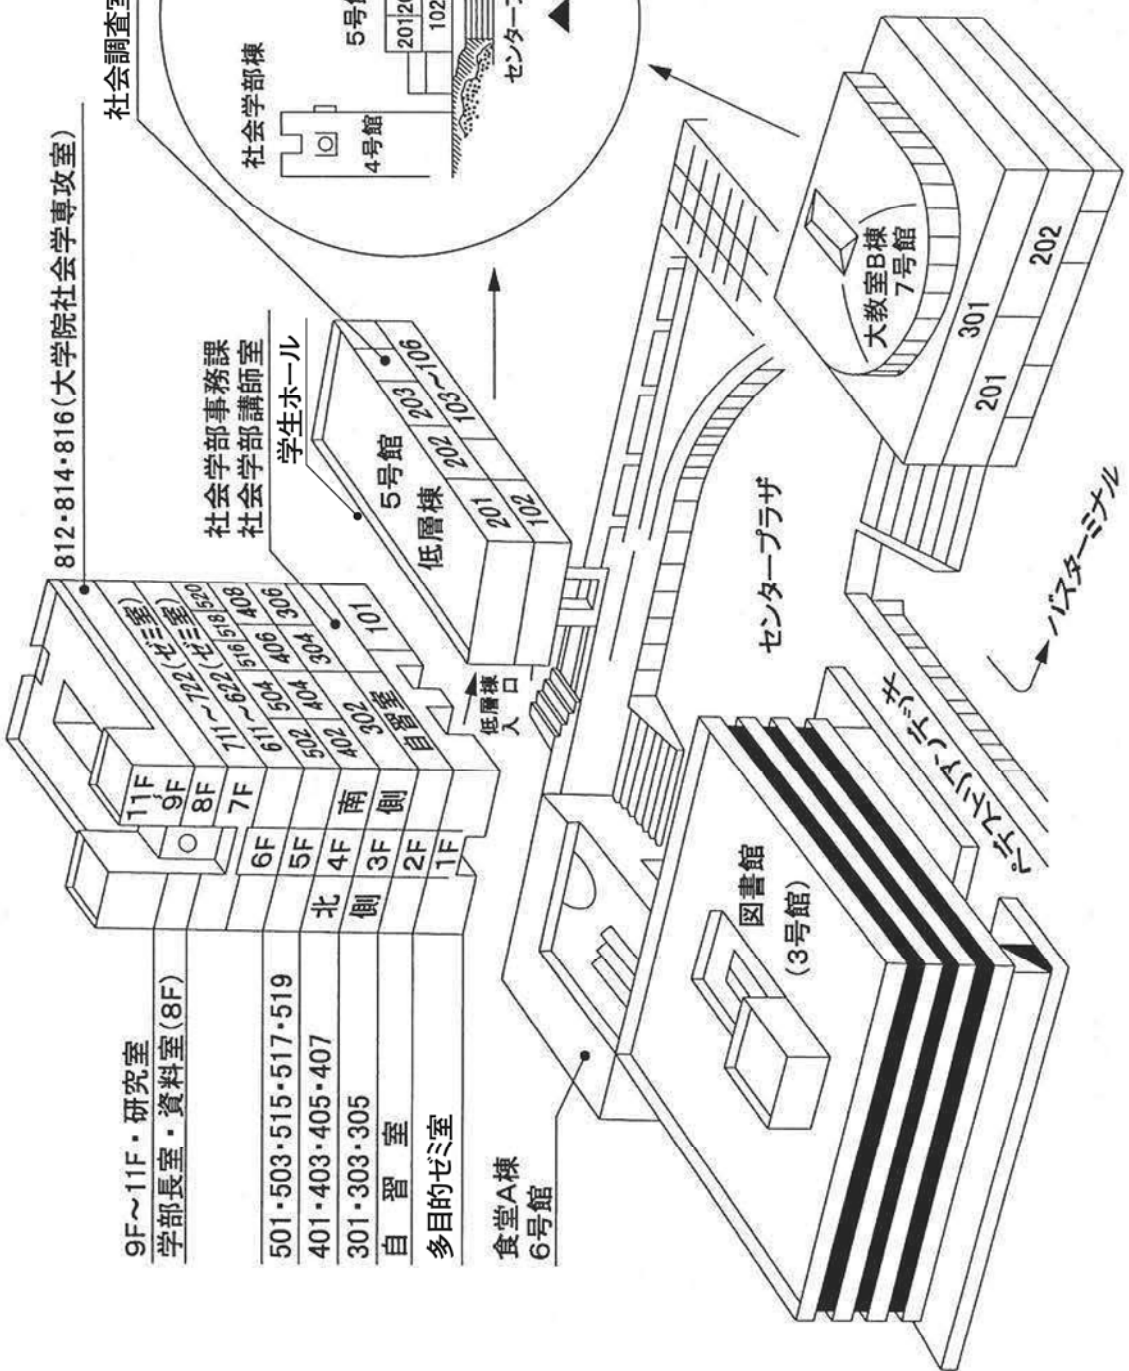 812・814・816(大学院社会学専攻室)
社会調査室
社会学部棟
4号館
5号館
201
102
社会学部事務課
社会学部講師室
学生ホール
9F～11F・研究室
学部長室・資料室(8F)
501・503・515・517・519
401・403・405・407
301・303・305
自習室
多目的ゼミ室
食堂A棟
6号館
11F
～
9F
8F
7F
6F
5F
4F
3F
2F
1F
北側
南側
711～722(ゼミ室)
611～622(ゼミ室)
502 504 516 518 520
402 404 406 408
302 304 306
自習室
101
低層棟
入口
5号館
低層棟
201 202 203
102 103～106
センタープラザ
大教室B棟
7号館
301
201 202
図書館
(3号館)
ペデストリアンデッキ
バスターミナル